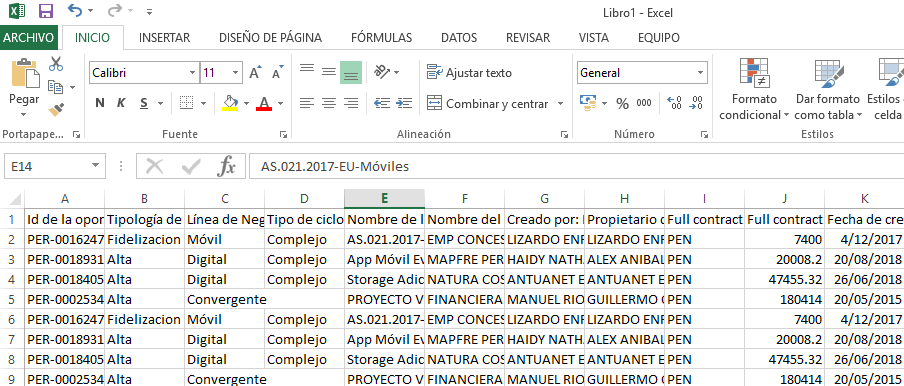 Libro1 - Excel
ARCHIVO INICIO INSERTAR DISEÑO DE PÁGINA FÓRMULAS DATOS REVISAR VISTA EQUIPO
Pegar
Calibri 11
N K S
A A
A
Ajustar texto
Combinar y centrar
General
% 000
Formato condicional
Dar formato como tabla
Estilos celda
Portapape... Fuente Alineación Número Estilos
E14 fx AS.021.2017-EU-Móviles
A B C D E F G H I J K
1 Id de la opor Tipología de Línea de Neg Tipo de ciclo Nombre de l Nombre del Creado por: Propietario Full contract Full contract Fecha de cre
2 PER-0016247 Fidelizacion Móvil Complejo AS.021.2017- EMP CONCES LIZARDO ENF LIZARDO ENF PEN 7400 4/12/2017
3 PER-0018931 Alta Digital Complejo App Móvil Ev MAPFRE PER HAIDY NATH ALEX ANIBAL PEN 20008.2 20/08/2018
4 PER-0018405 Alta Digital Complejo Storage Adic NATURA COS ANTUANET E ANTUANET E PEN 47455.32 26/06/2018
5 PER-0002534 Alta Convergente PROYECTO V FINANCIERA MANUEL RIO GUILLERMO PEN 180414 20/05/2015
6 PER-0016247 Fidelizacion Móvil Complejo AS.021.2017- EMP CONCES LIZARDO ENF LIZARDO ENF PEN 7400 4/12/2017
7 PER-0018931 Alta Digital Complejo App Móvil Ev MAPFRE PER HAIDY NATH ALEX ANIBAL PEN 20008.2 20/08/2018
8 PER-0018405 Alta Digital Complejo Storage Adic NATURA COS ANTUANET E ANTUANET E PEN 47455.32 26/06/2018
9 PER-0002534 Alta Convergente PROYECTO V FINANCIERA MANUEL RIO GUILLERMO PEN 180414 20/05/2015